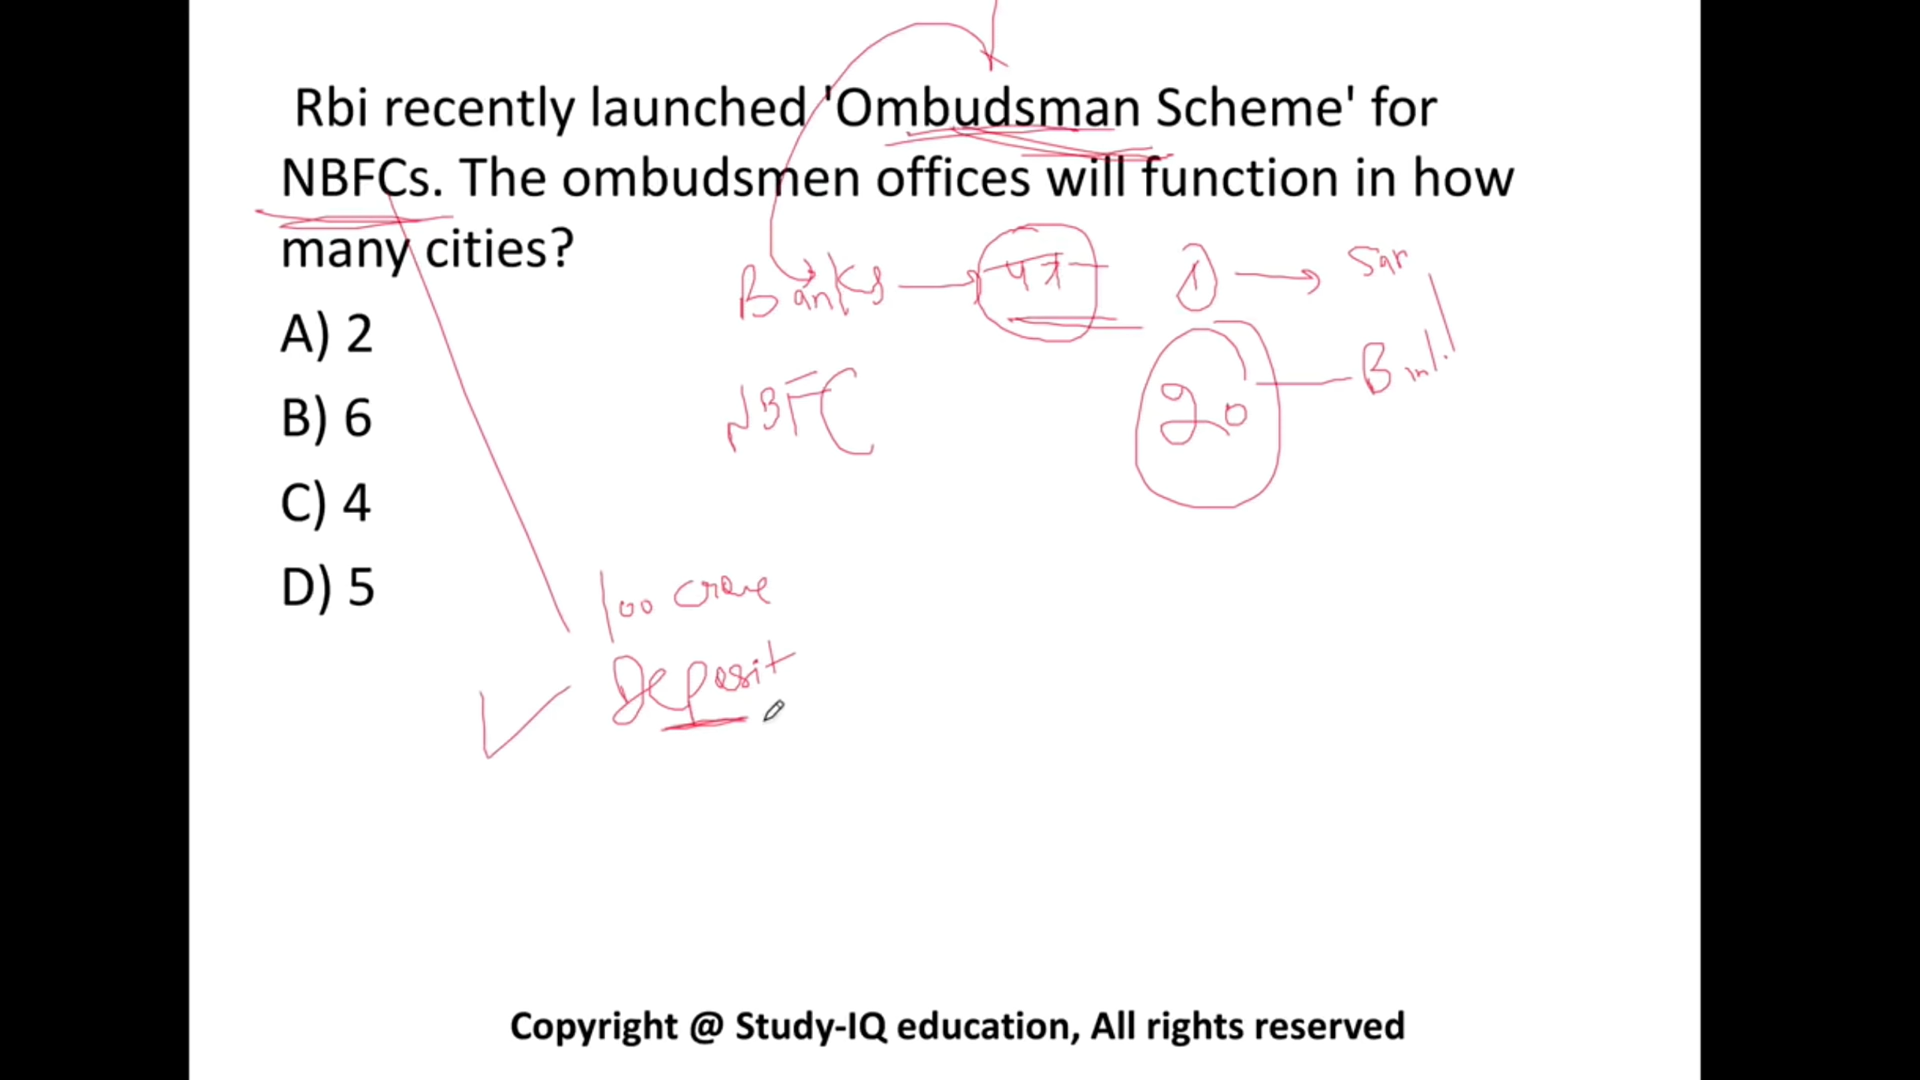 Rbi recently launched 'Ombudsman Scheme' for
NBFCs. The ombudsmen offices will function in how
many cities?
Banks 1 Sar
20
NBFC
A) 2
B) 6
C) 4
D) 5
100 crore
Deposit
Copyright @ Study-IQ education, All rights reserved